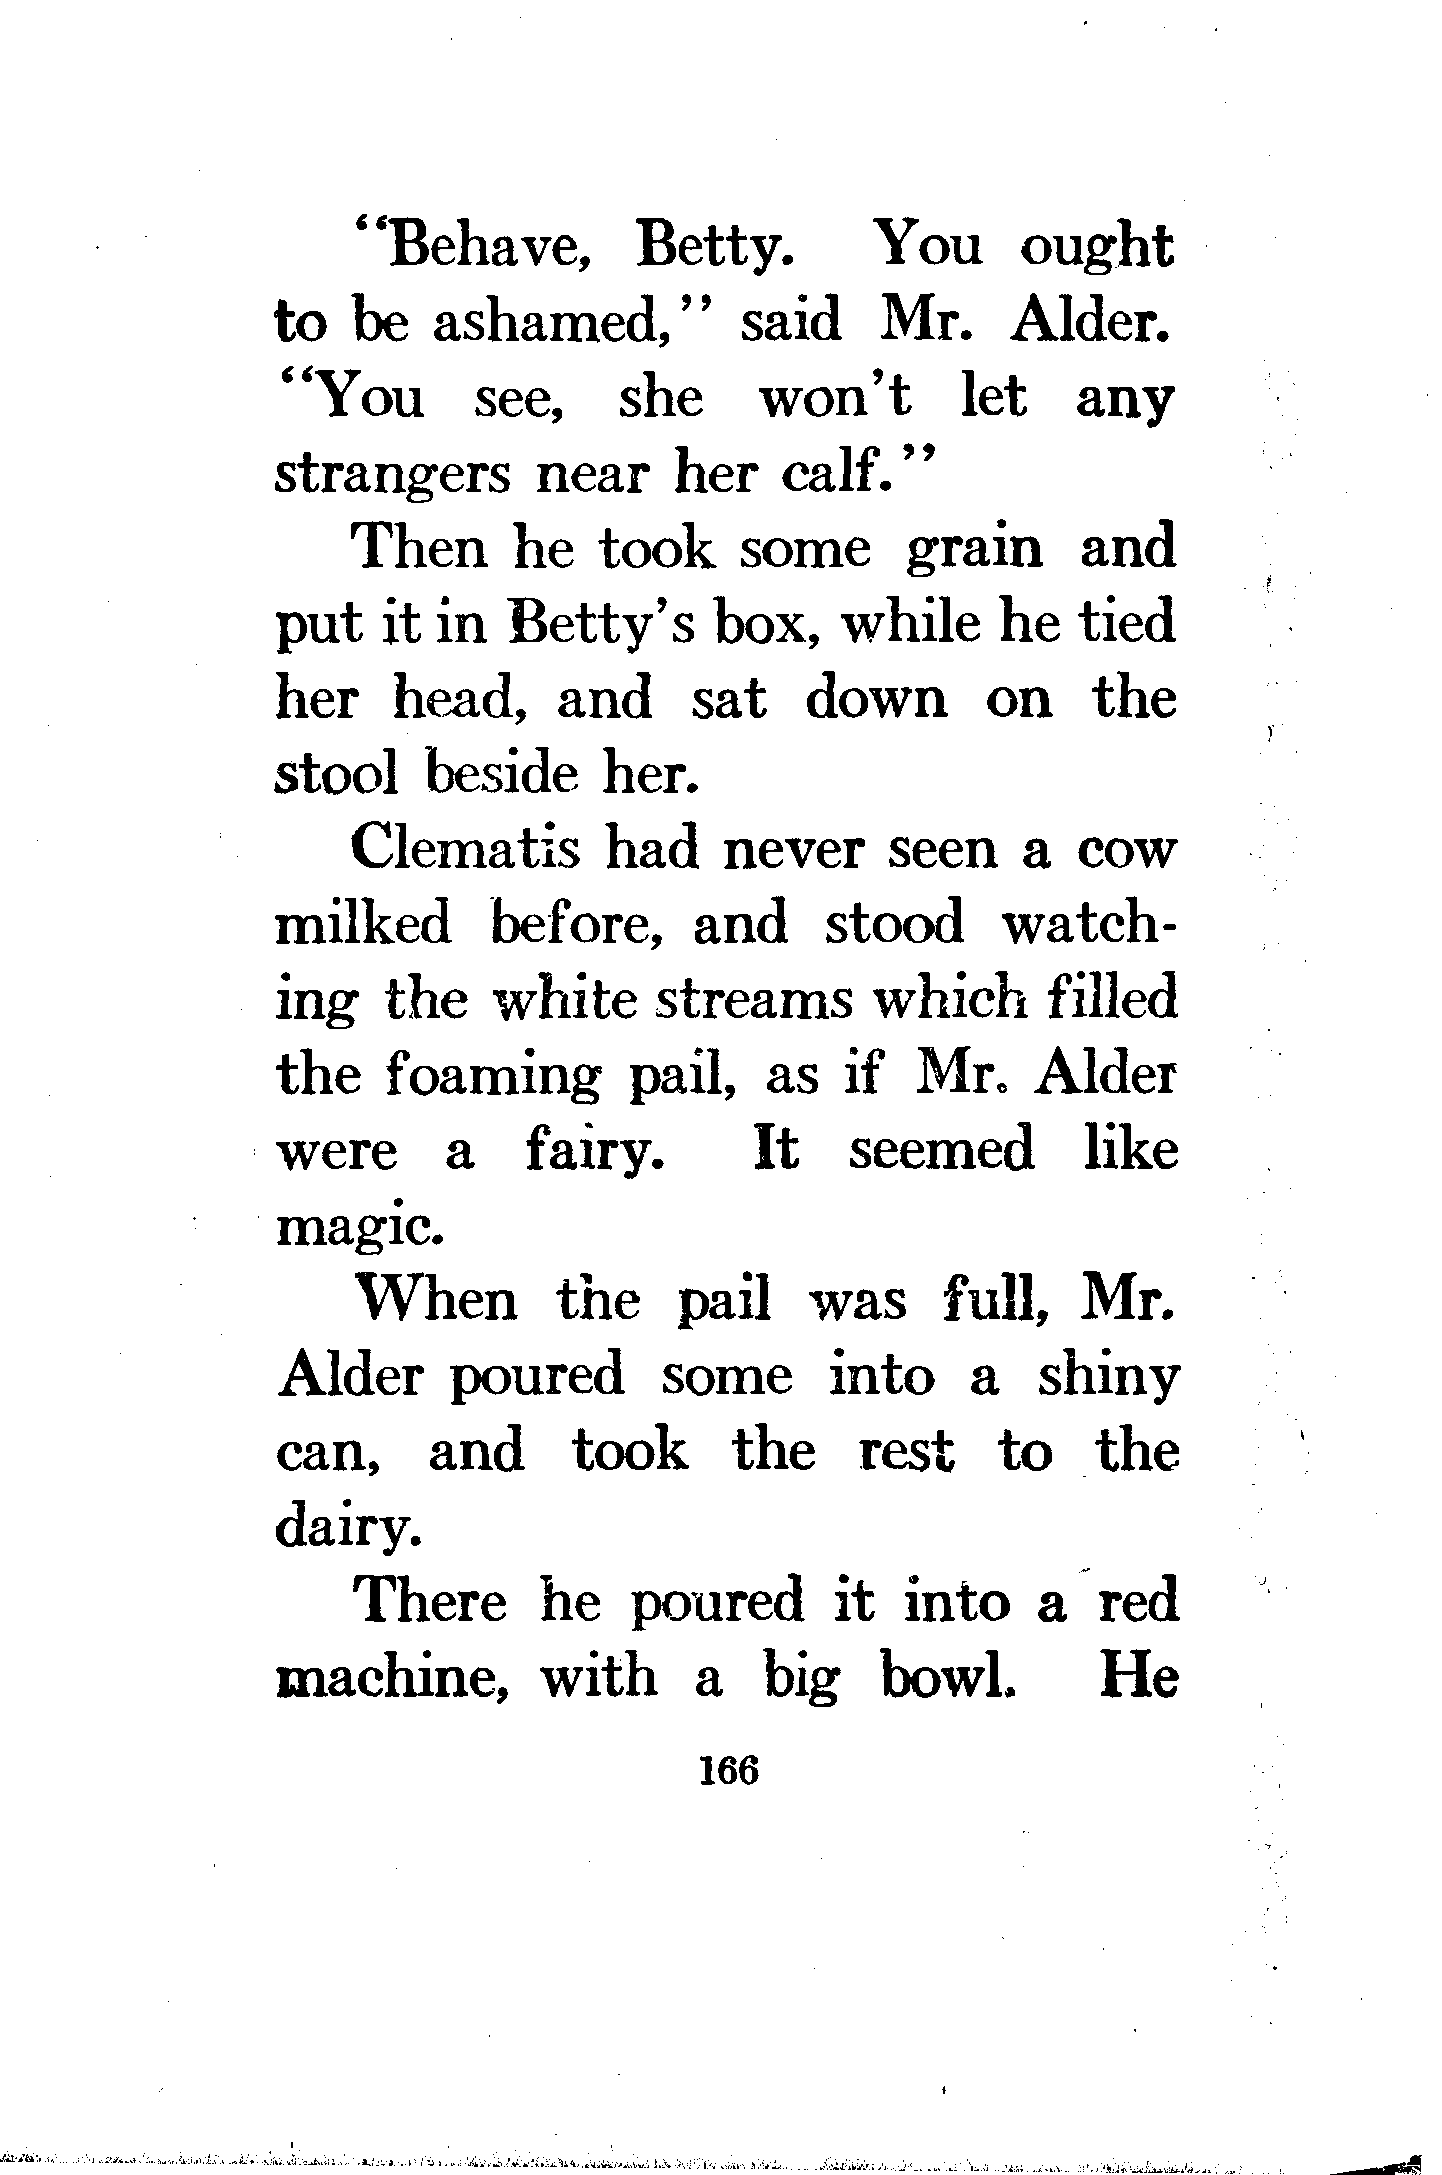 “Behave, Betty. You ought
to be ashamed,” said Mr. Alder.
“You see, she won’t let any
strangers near her calf.”
Then he took some grain and
put it in Betty’s box, while he tied
her head, and sat down on the
stool beside her.
Clematis had never seen a cow
milked before, and stood watch-
ing the white streams which filled
the foaming pail, as if Mr. Alder
were a fairy. It seemed like
magic.
When the pail was full, Mr.
Alder poured some into a shiny
can, and took the rest to the
dairy.
There he poured it into a red
machine, with a big bowl. He
166